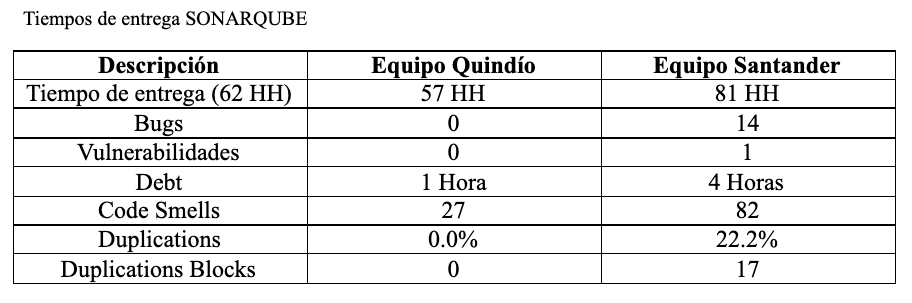 Tiempos de entrega SONARQUBE
Descripción Equipo Quindío Equipo Santander
Tiempo de entrega (62 HH) 57 HH 81 HH
Bugs 0 14
Vulnerabilidades 0 1
Debt 1 Hora 4 Horas
Code Smells 27 82
Duplications 0.0% 22.2%
Duplications Blocks 0 17